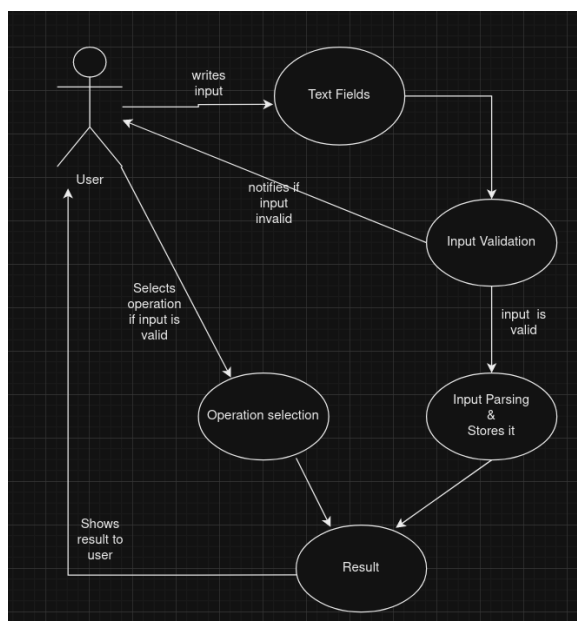 writes
input
Text Fields
User
notifies if
input
invalid
Input Validation
Selects
operation
if input is
valid
input is
valid
Operation selection
Input Parsing
&
Stores it
Shows
result to
user
Result